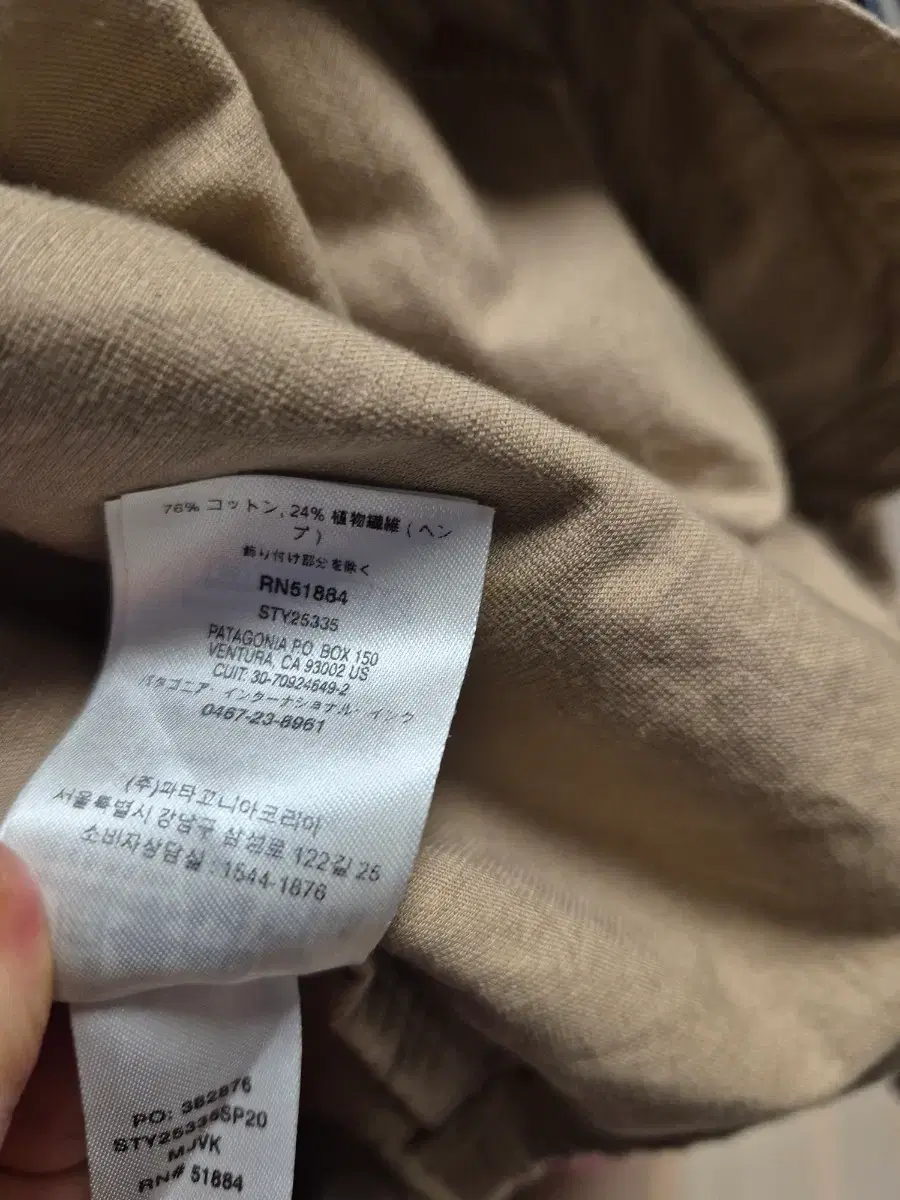 76% コットン, 24% 植物繊維 (ヘン
プ)
飾り付け部分を除く
RN51884
STY25335
PATAGONIA P.O. BOX 150
VENTURA, CA 93002 US
CUIT: 30-70924649-2
パタゴニア・インターナショナル・インク
0467-23-8961
(주)파타고니아코리아
서울특별시 강남구 삼성로 122길 25
소비자상담실 : 1544-1876
PO: 382876
STY25335SP20
MJVK
RN# 51884